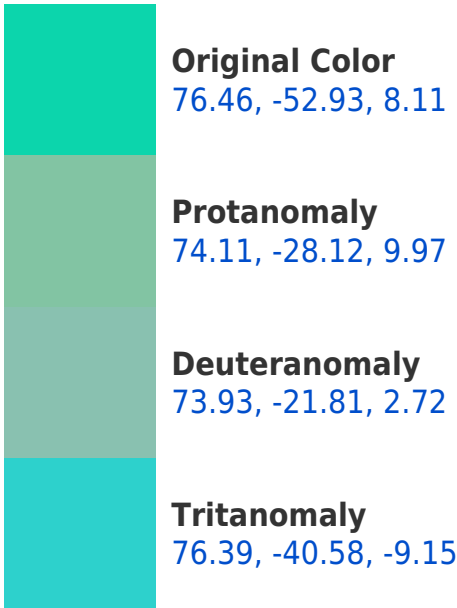 Original Color
76.46, -52.93, 8.11
Protanomaly
74.11, -28.12, 9.97
Deuteranomaly
73.93, -21.81, 2.72
Tritanomaly
76.39, -40.58, -9.15